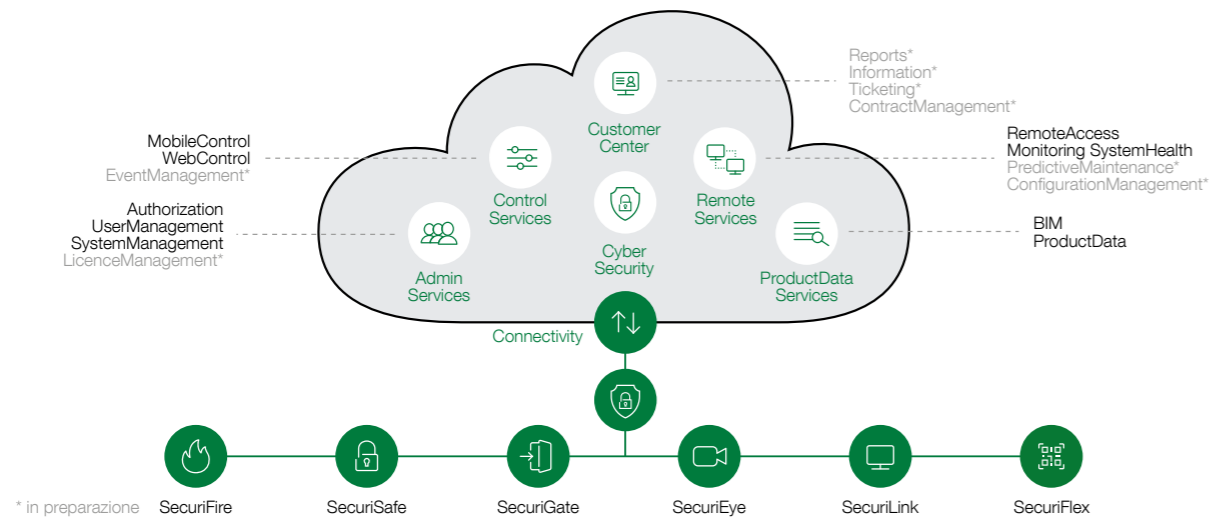 Reports*
Information*
Ticketing*
ContractManagement*
Customer
Center
MobileControl
WebControl
EventManagement*
RemoteAccess
Monitoring SystemHealth
PredictiveMaintenance*
ConfigurationManagement*
Control
Services
Remote
Services
Authorization
UserManagement
SystemManagement
LicenceManagement*
BIM
ProductData
Cyber
Security
Admin
Services
ProductData
Services
Connectivity
* in preparazione
SecuriFire
SecuriSafe
SecuriGate
SecuriEye
SecuriLink
SecuriFlex